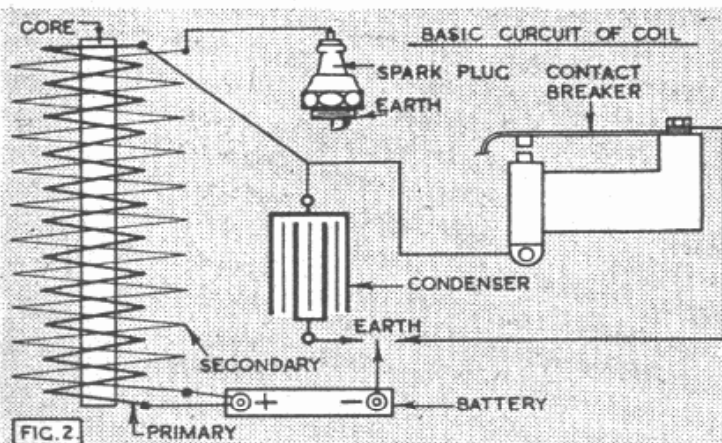 CORE
BASIC CURCUIT OF COIL
SPARK PLUG
CONTACT
BREAKER
EARTH
CONDENSER
EARTH
SECONDARY
+ −
BATTERY
FIG. 2.
PRIMARY